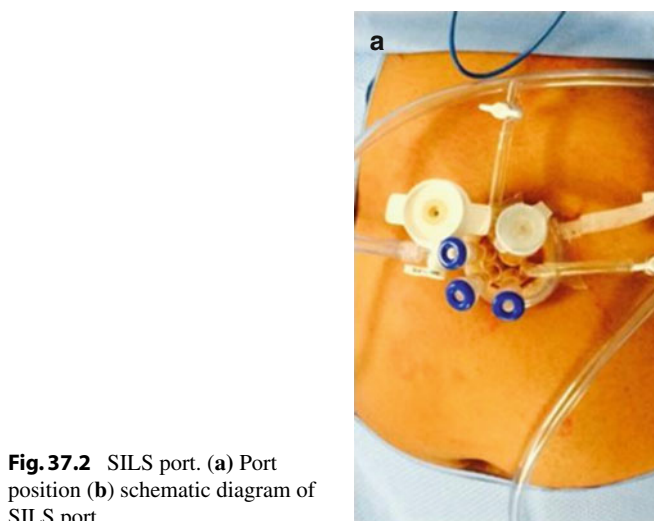 a
Fig. 37.2 SILS port. (a) Port
position (b) schematic diagram of
SILS port